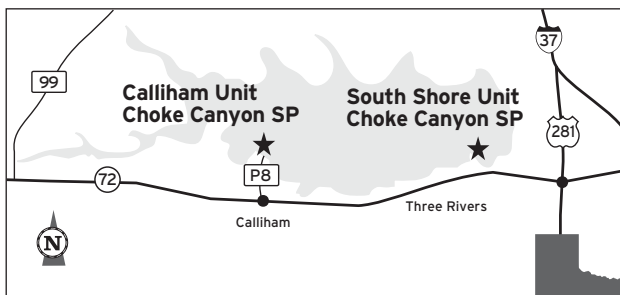 37
99
Calliham Unit
Choke Canyon SP
South Shore Unit
Choke Canyon SP
281
P8
72
Three Rivers
Calliham
N